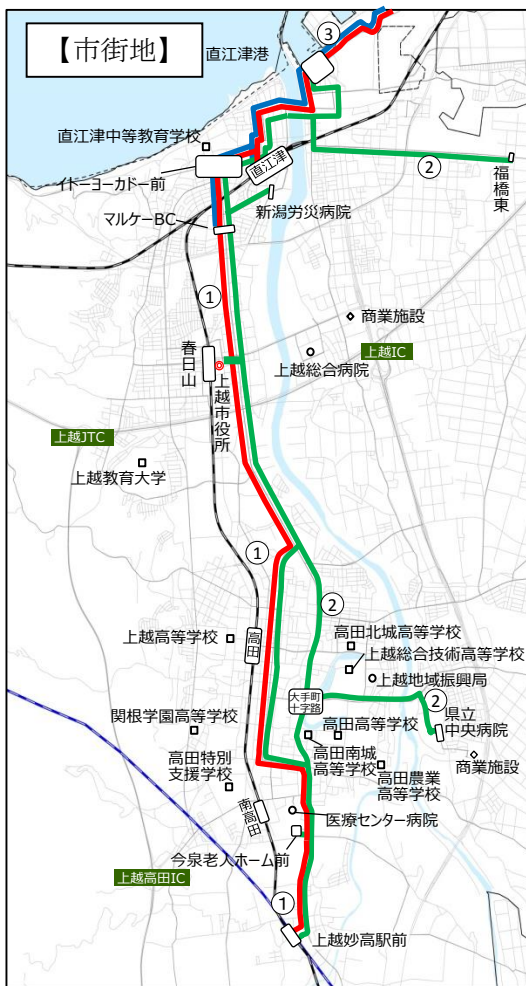 【市街地】
直江津港
③
直江津中等教育学校
イトーヨーカドー前
直江津
②
福橋東
新潟労災病院
マルケーBC
①
商業施設
春日山
上越総合病院
上越IC
上越市役所
上越JTC
上越教育大学
①
②
高田北城高等学校
上越高等学校
高田
上越総合技術高等学校
上越地域振興局
大手町
十字路
②
県立
中央病院
関根学園高等学校
高田高等学校
高田南城
高等学校
商業施設
高田特別
支援学校
高田農業
高等学校
南高田
医療センター病院
今泉老人ホーム前
上越高田IC
①
上越妙高駅前